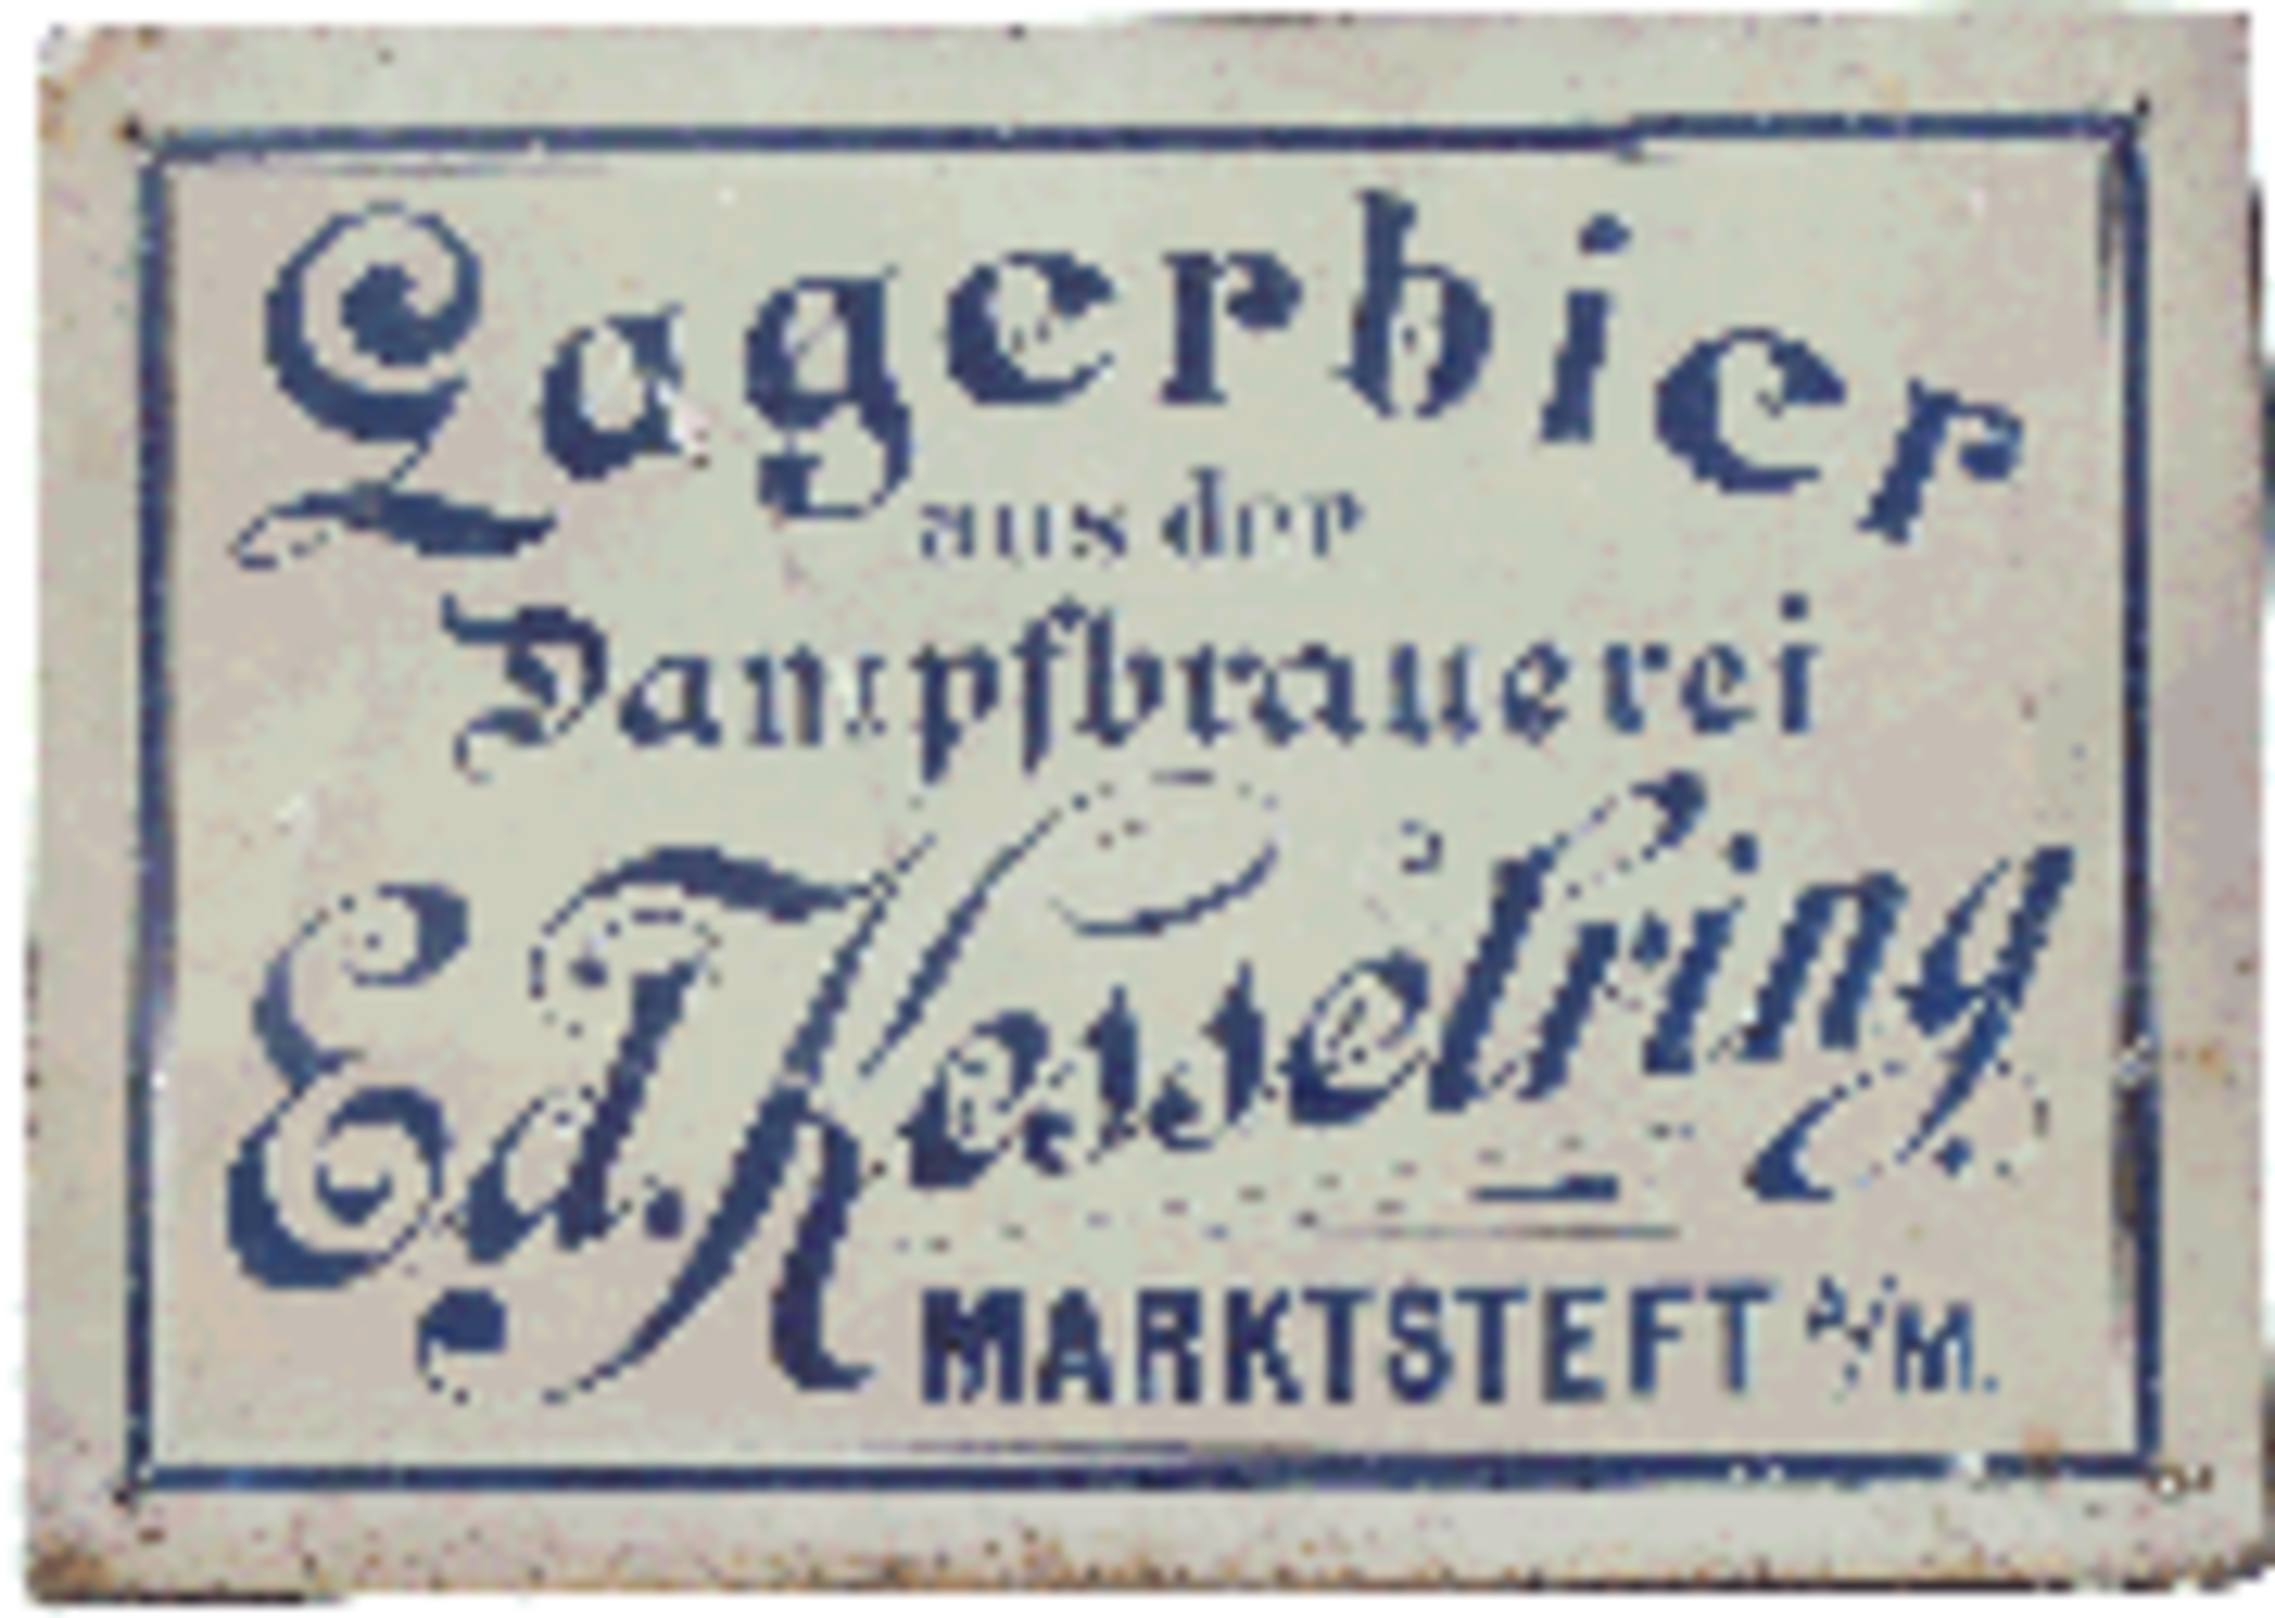 Lagerbier
aus der
Dampfbrauerei
Ed. Kesselring
MARKTSTEFT A/M.